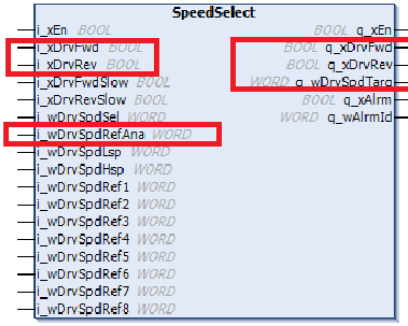 SpeedSelect
i_xEn BOOL BOOL q_xEn
i_xDrvFwd BOOL BOOL q_xDrvFwd
i_xDrvRev BOOL BOOL q_xDrvRev
i_xDrvFwdSlow BOOL WORD q_wDrvSpdTarg
i_xDrvRevSlow BOOL BOOL q_xAlrm
i_wDrvSpdSel WORD WORD q_wAlrmId
i_wDrvSpdRefAna WORD
i_wDrvSpdLsp WORD
i_wDrvSpdHsp WORD
i_wDrvSpdRef1 WORD
i_wDrvSpdRef2 WORD
i_wDrvSpdRef3 WORD
i_wDrvSpdRef4 WORD
i_wDrvSpdRef5 WORD
i_wDrvSpdRef6 WORD
i_wDrvSpdRef7 WORD
i_wDrvSpdRef8 WORD